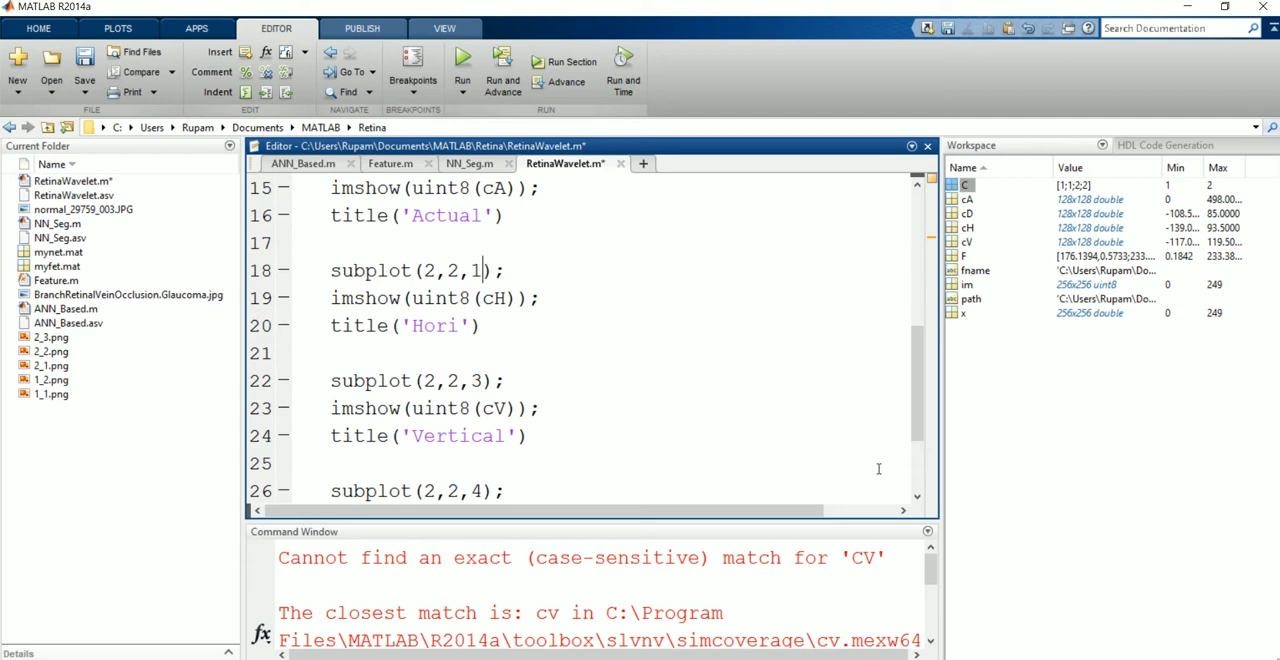 MATLAB R2014a
HOME PLOTS APPS EDITOR PUBLISH VIEW Search Documentation
New Open Save Find Files Compare Print Insert fx Comment Indent Go To Find Breakpoints Run Run and Advance Run Section Advance Run and Time
FILE EDIT NAVIGATE BREAKPOINTS RUN
C: Users Rupam Documents MATLAB Retina
Current Folder
Name
RetinaWavelet.m*
RetinaWavelet.asv
normal_29759_003.JPG
NN_Seg.m
NN_Seg.asv
mynet.mat
myfet.mat
Feature.m
BranchRetinalVeinOcclusion.Glaucoma.jpg
ANN_Based.m
ANN_Based.asv
2_3.png
2_2.png
2_1.png
1_2.png
1_1.png
Details
Editor - C:\Users\Rupam\Documents\MATLAB\Retina\RetinaWavelet.m*
ANN_Based.m Feature.m NN_Seg.m RetinaWavelet.m* +
15 – imshow(uint8(cA));
16 – title('Actual')
17
18 – subplot(2,2,1);
19 – imshow(uint8(cH));
20 – title('Hori')
21
22 – subplot(2,2,3);
23 – imshow(uint8(cV));
24 – title('Vertical')
25
26 – subplot(2,2,4);
Command Window
Cannot find an exact (case-sensitive) match for 'CV'
The closest match is: cv in C:\Program
fx Files\MATLAB\R2014a\toolbox\slvnv\simcoverage\cv.mexw64
Workspace HDL Code Generation
Name Value Min Max
C [1;1;2;2] 1 2
cA 128x128 double 0 498.00...
cD 128x128 double -108.5... 85.0000
cH 128x128 double -139.0... 93.5000
cV 128x128 double -117.0... 119.50...
F [176.1394,0.5733;233.... 0.1842 233.38...
fname 'C:\Users\Rupam\Do...
im 256x256 uint8 0 249
path 'C:\Users\Rupam\Do...
x 256x256 double 0 249